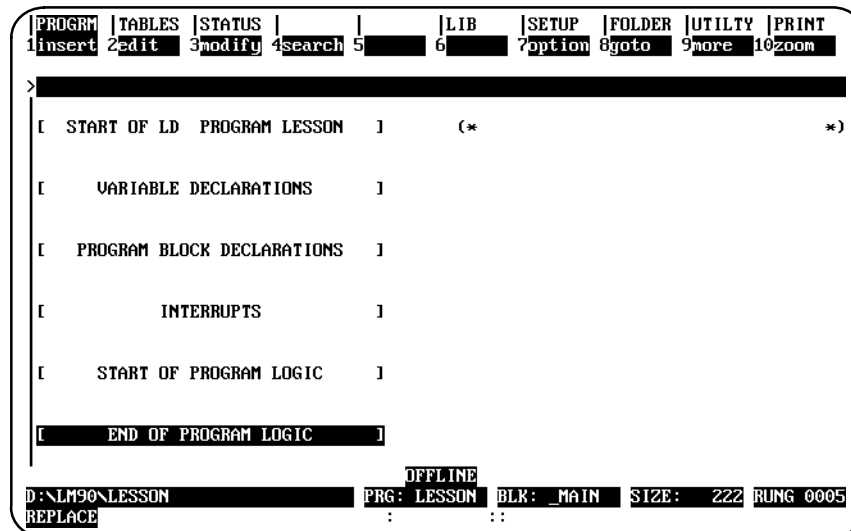 |PROGRM |TABLES |STATUS | | |LIB |SETUP |FOLDER |UTILTY |PRINT
1insert 2edit 3modify 4search 5 6 7option 8goto 9more 10zoom
>
[ START OF LD PROGRAM LESSON ] (* *)
[ VARIABLE DECLARATIONS ]
[ PROGRAM BLOCK DECLARATIONS ]
[ INTERRUPTS ]
[ START OF PROGRAM LOGIC ]
[ END OF PROGRAM LOGIC ]
OFFLINE
D:\LM90\LESSON PRG: LESSON BLK: _MAIN SIZE: 222 RUNG 0005
REPLACE : ::